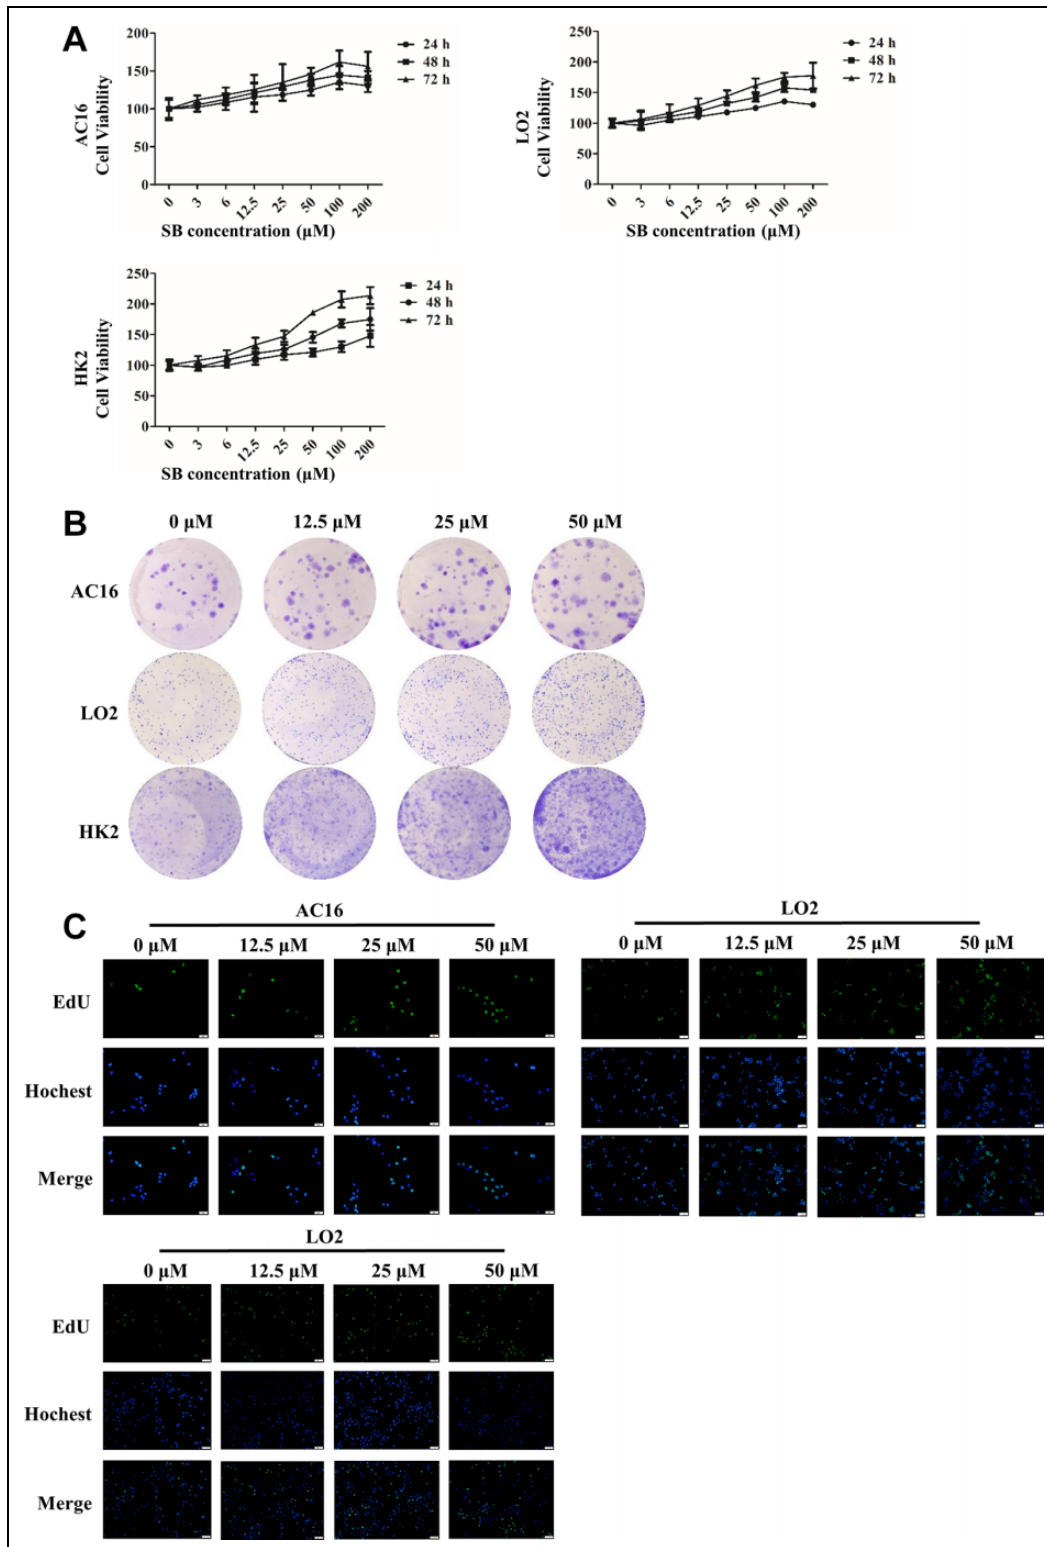 A
AC16
Cell Viability
200
150
100
50
0
0 3 6 12.5 25 50 100 200
SB concentration (μM)
24 h
48 h
72 h
LO2
Cell Viability
250
200
150
100
50
0
0 3 6 12.5 25 50 100 200
SB concentration (μM)
24 h
48 h
72 h
HK2
Cell Viability
250
200
150
100
50
0
0 3 6 12.5 25 50 100 200
SB concentration (μM)
24 h
48 h
72 h
B
0 μM 12.5 μM 25 μM 50 μM
AC16
LO2
HK2
C
AC16
0 μM 12.5 μM 25 μM 50 μM
EdU
Hochest
Merge
LO2
0 μM 12.5 μM 25 μM 50 μM
LO2
0 μM 12.5 μM 25 μM 50 μM
EdU
Hochest
Merge